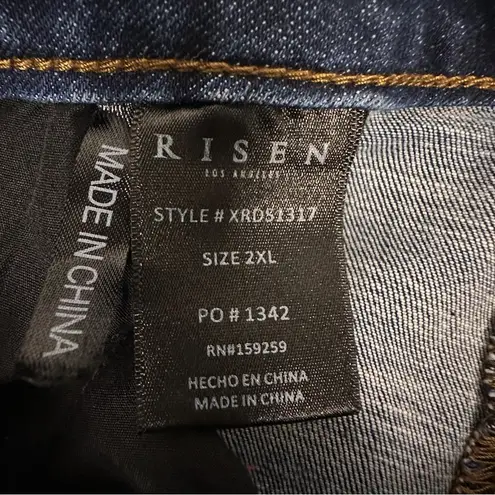 RISEN
LOS ANGELES
STYLE # XRDS1317
SIZE 2XL
PO # 1342
RN#159259
HECHO EN CHINA
MADE IN CHINA
MADE IN CHINA